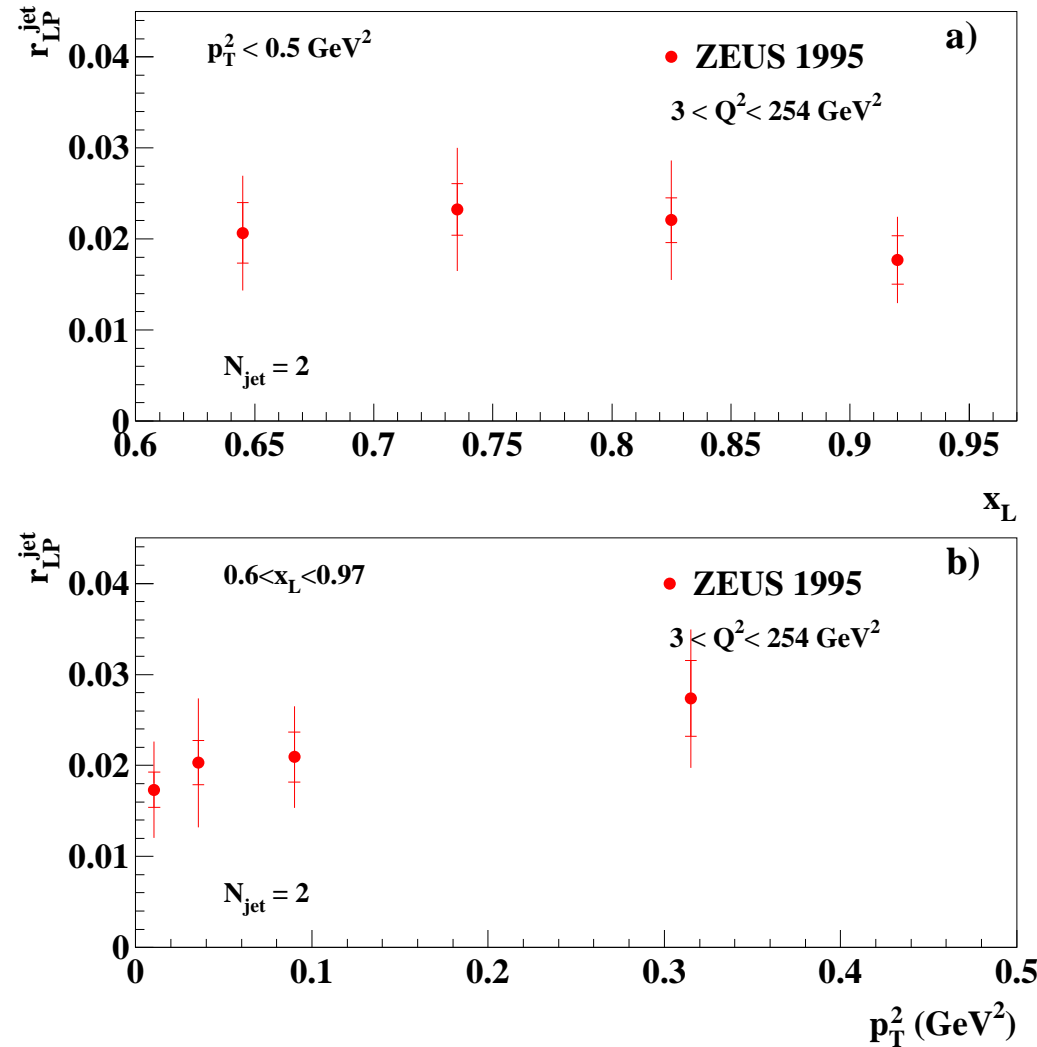 r_LP^jet
p_T^2 < 0.5 GeV^2
a)
ZEUS 1995
3 < Q^2 < 254 GeV^2
0.04
0.03
0.02
0.01
0
N_jet = 2
0.6 0.65 0.7 0.75 0.8 0.85 0.9 0.95
x_L
r_LP^jet
0.6<x_L<0.97
b)
ZEUS 1995
3 < Q^2 < 254 GeV^2
0.04
0.03
0.02
0.01
0
N_jet = 2
0 0.1 0.2 0.3 0.4 0.5
p_T^2 (GeV^2)